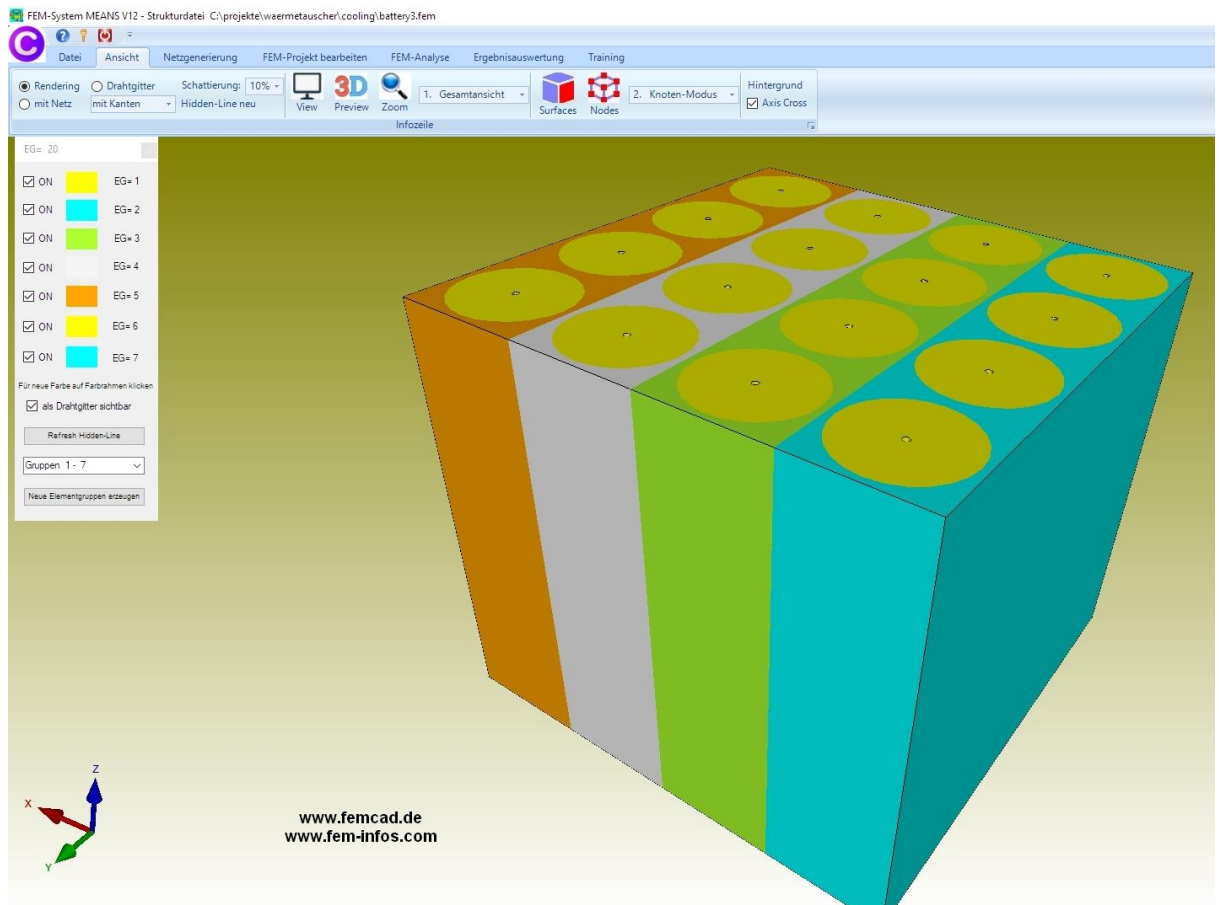 FEM-System MEANS V12 - Strukturdatei C:\projekte\waermetauscher\cooling\battery3.fem
Datei Ansicht Netzgenerierung FEM-Projekt bearbeiten FEM-Analyse Ergebnisauswertung Training
Rendering Drahtgitter Schattierung: 10%
mit Netz mit Kanten Hidden-Line neu
View 3D Preview Zoom
1. Gesamtansicht
Surfaces Nodes
2. Knoten-Modus
Hintergrund
Axis Cross
Infozeile
EG= 20
ON EG= 1
ON EG= 2
ON EG= 3
ON EG= 4
ON EG= 5
ON EG= 6
ON EG= 7
Für neue Farbe auf Farbrahmen klicken
als Drahtgitter sichtbar
Refresh Hidden-Line
Gruppen 1 - 7
Neue Elementgruppen erzeugen
Z
X
Y
www.femcad.de
www.fem-infos.com